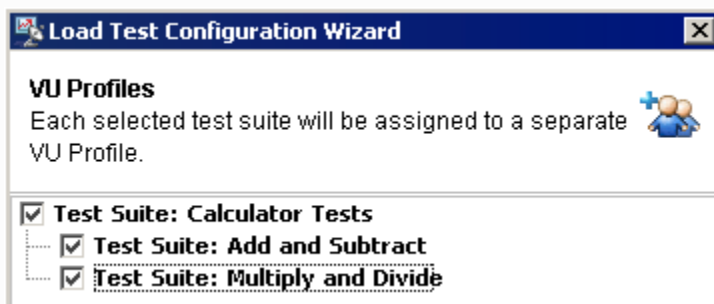 Load Test Configuration Wizard
VU Profiles
Each selected test suite will be assigned to a separate
VU Profile.
Test Suite: Calculator Tests
Test Suite: Add and Subtract
Test Suite: Multiply and Divide